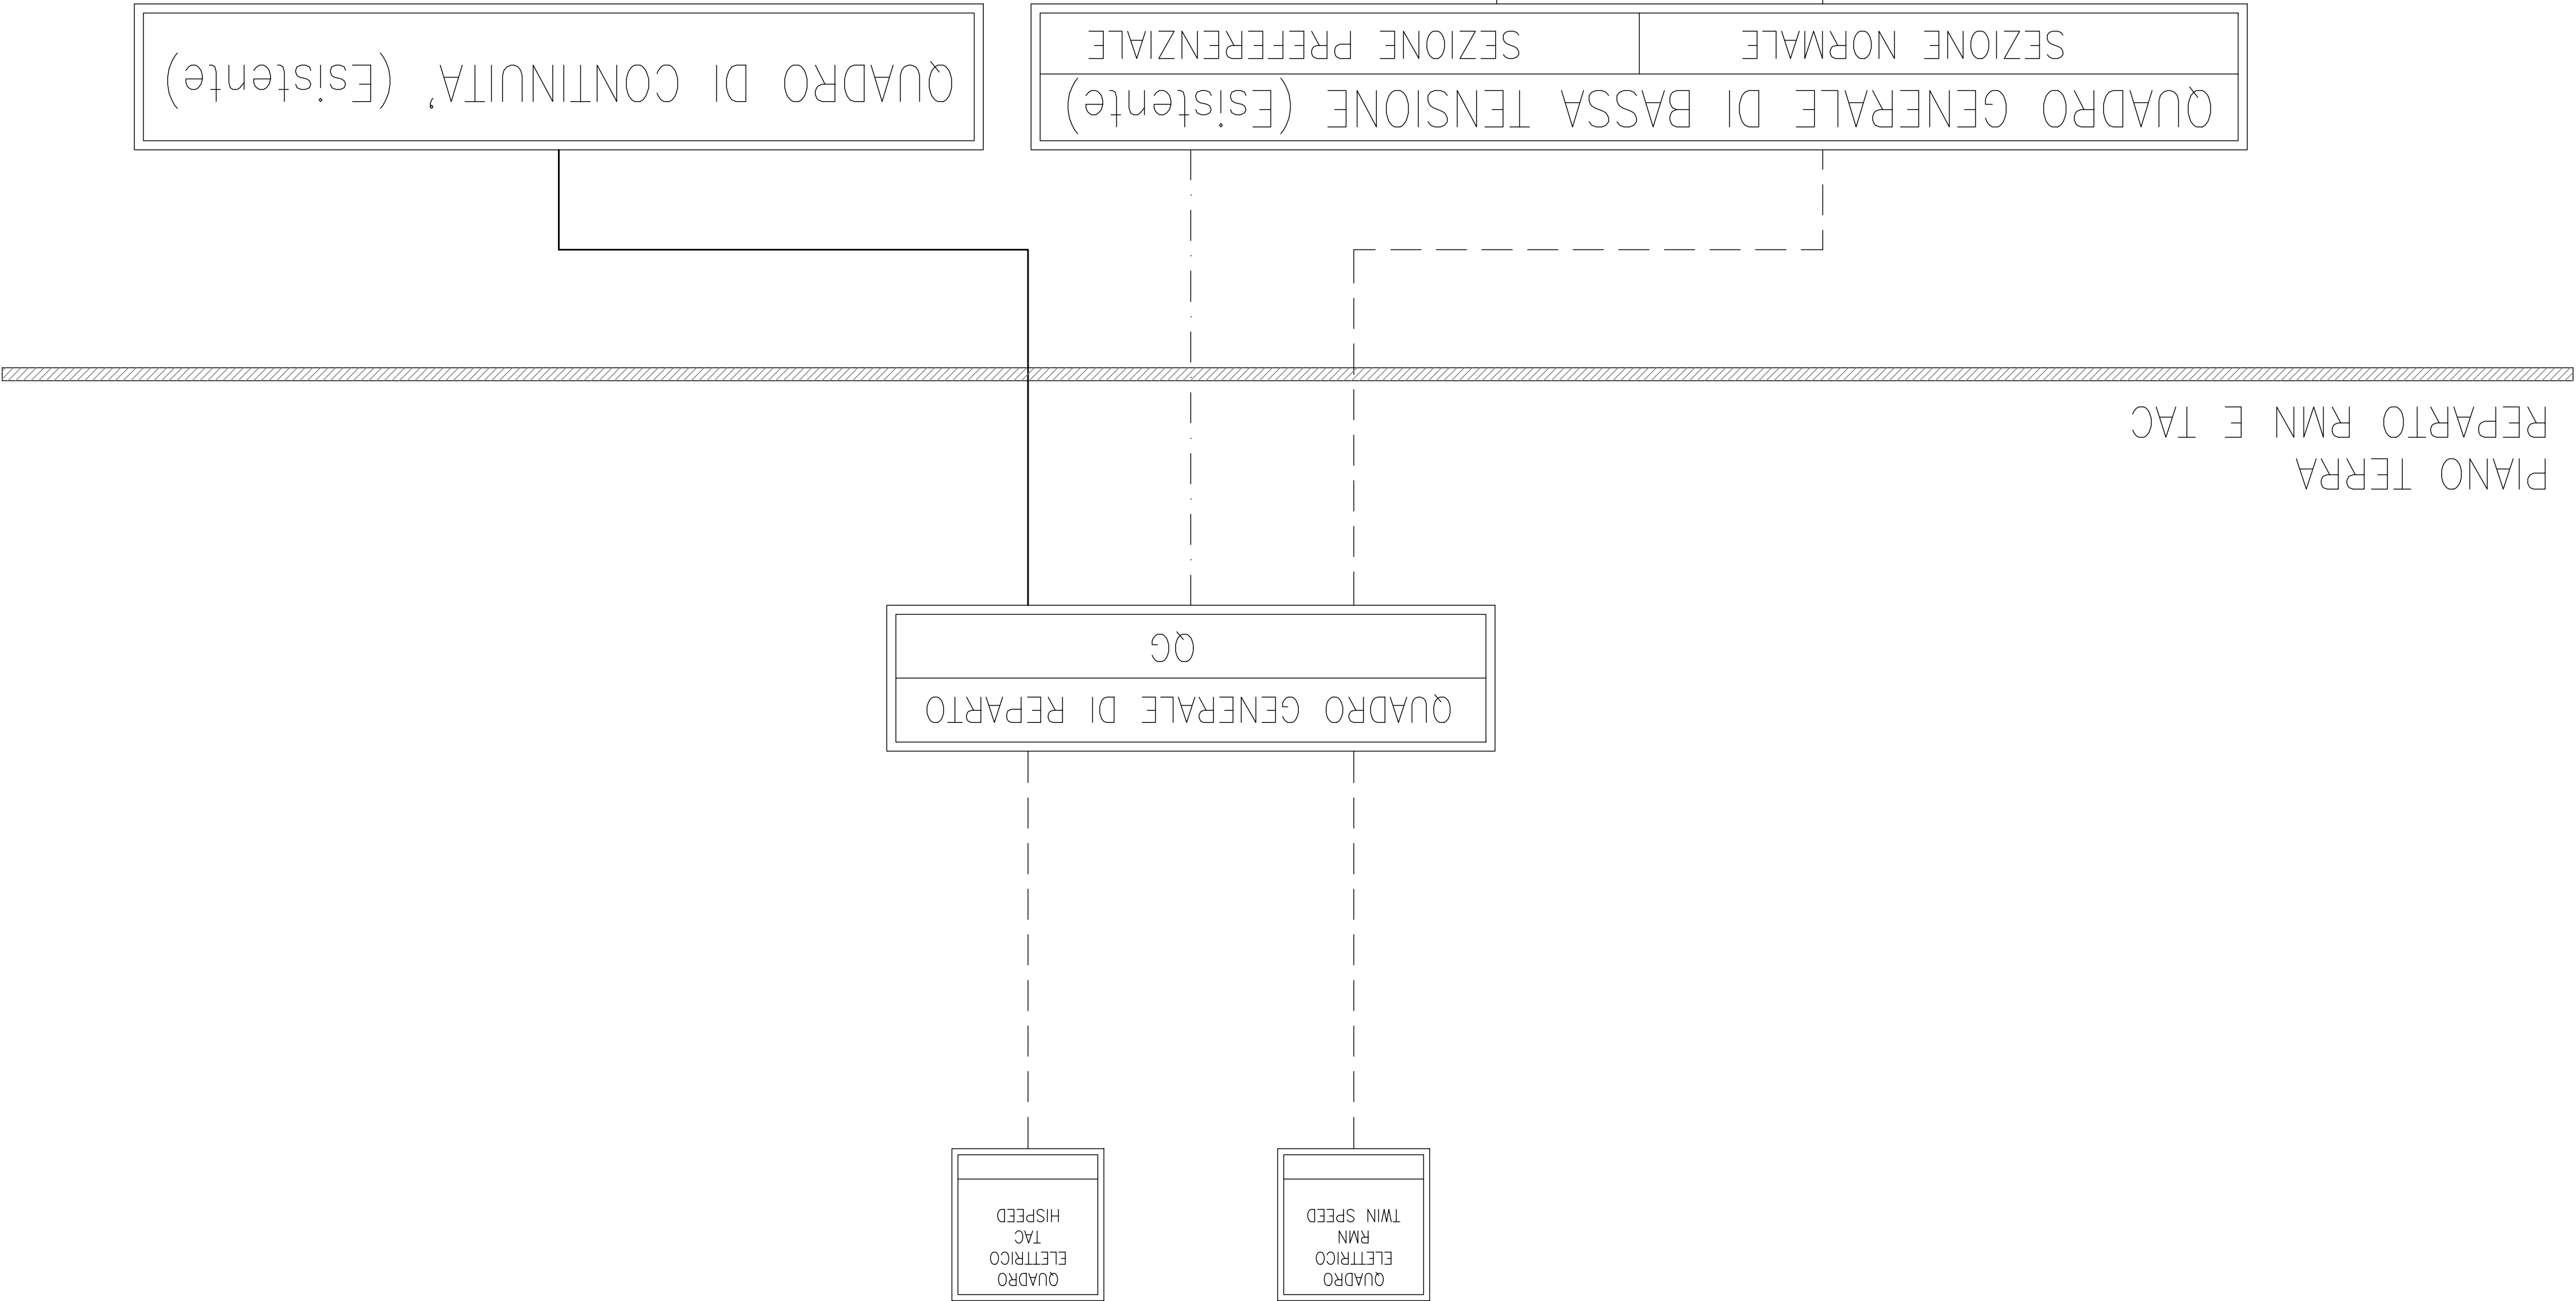 QUADRO
ELETTRICO
RMN
TWIN SPEED
QUADRO
ELETTRICO
TAC
HISPEED
QUADRO GENERALE DI REPARTO
QG
PIANO TERRA
REPARTO RMN E TAC
QUADRO GENERALE DI BASSA TENSIONE (Esistente)
SEZIONE NORMALE
SEZIONE PREFERENZIALE
QUADRO DI CONTINUITA' (Esistente)